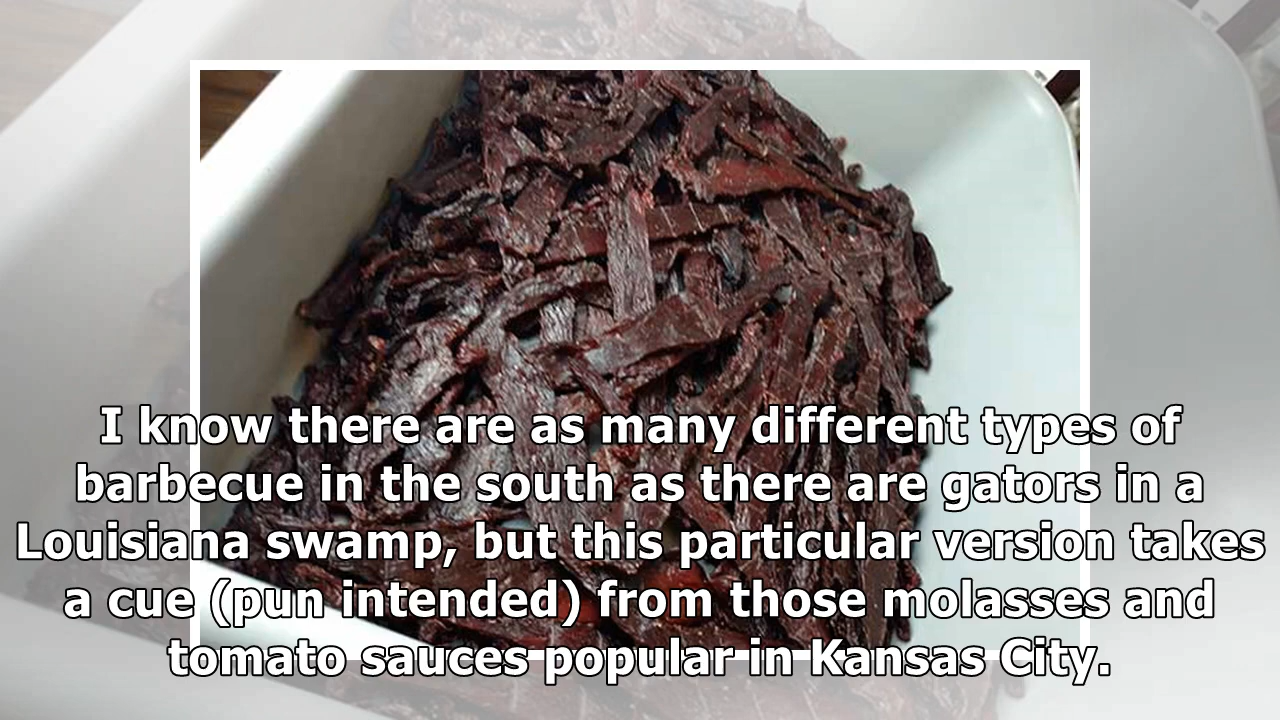 I know there are as many different types of
barbecue in the south as there are gators in a
Louisiana swamp, but this particular version takes
a cue (pun intended) from those molasses and
tomato sauces popular in Kansas City.